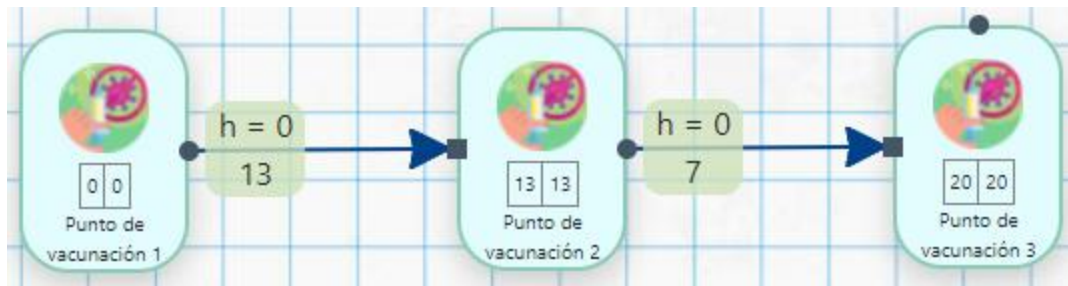 h = 0
13
0 0
Punto de
vacunación 1
h = 0
7
13 13
Punto de
vacunación 2
20 20
Punto de
vacunación 3